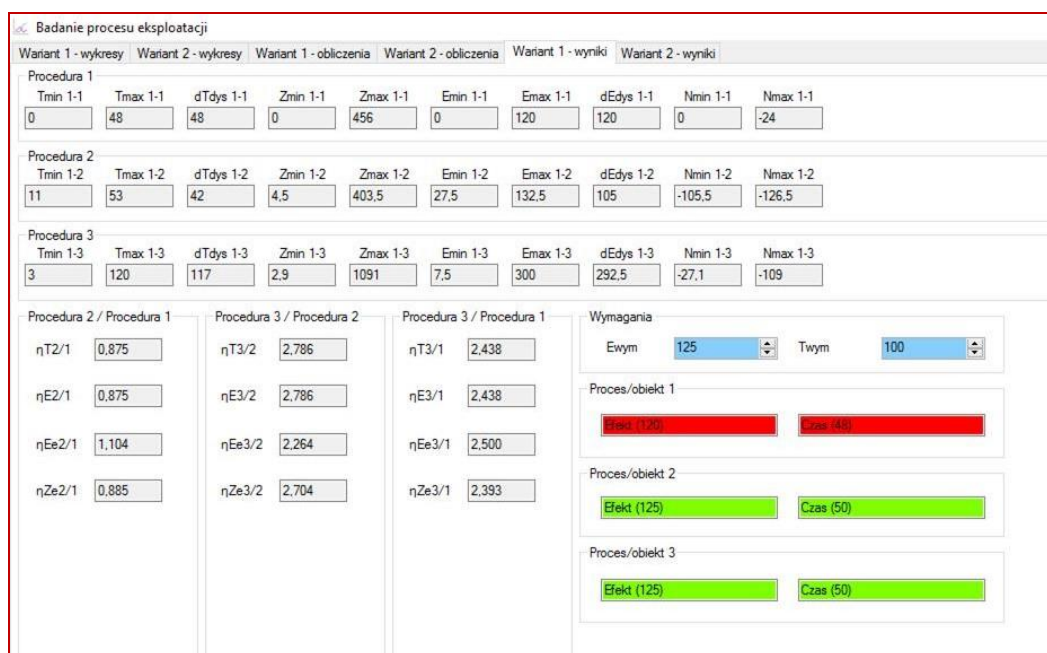 Badanie procesu eksploatacji
Wariant 1 - wykresy Wariant 2 - wykresy Wariant 1 - obliczenia Wariant 2 - obliczenia Wariant 1 - wyniki Wariant 2 - wyniki
Procedura 1
Tmin 1-1 Tmax 1-1 dTdys 1-1 Zmin 1-1 Zmax 1-1 Emin 1-1 Emax 1-1 dEdys 1-1 Nmin 1-1 Nmax 1-1
0 48 48 0 456 0 120 120 0 -24
Procedura 2
Tmin 1-2 Tmax 1-2 dTdys 1-2 Zmin 1-2 Zmax 1-2 Emin 1-2 Emax 1-2 dEdys 1-2 Nmin 1-2 Nmax 1-2
11 53 42 4,5 403,5 27,5 132,5 105 -105,5 -126,5
Procedura 3
Tmin 1-3 Tmax 1-3 dTdys 1-3 Zmin 1-3 Zmax 1-3 Emin 1-3 Emax 1-3 dEdys 1-3 Nmin 1-3 Nmax 1-3
3 120 117 2,9 1091 7,5 300 292,5 -27,1 -109
Procedura 2 / Procedura 1
ηT2/1 0,875
ηE2/1 0,875
ηEe2/1 1,104
ηZe2/1 0,885
Procedura 3 / Procedura 2
ηT3/2 2,786
ηE3/2 2,786
ηEe3/2 2,264
ηZe3/2 2,704
Procedura 3 / Procedura 1
ηT3/1 2,438
ηE3/1 2,438
ηEe3/1 2,500
ηZe3/1 2,393
Wymagania
Ewym 125 Twym 100
Proces/obiekt 1
Efekt (120) Czas (48)
Proces/obiekt 2
Efekt (125) Czas (50)
Proces/obiekt 3
Efekt (125) Czas (50)